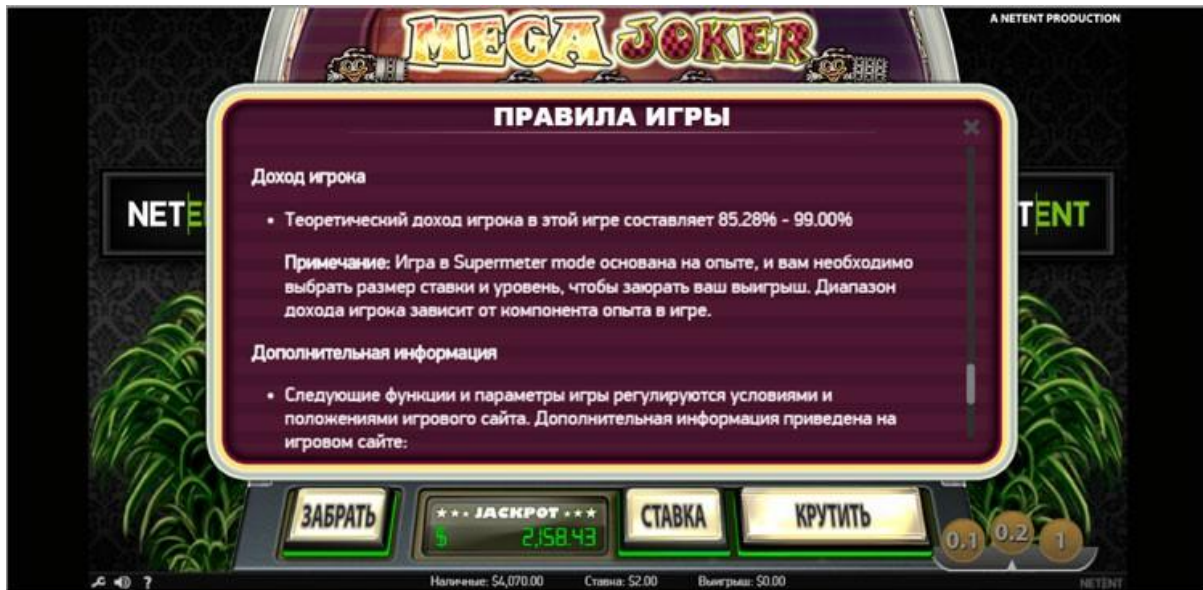 A NETENT PRODUCTION
MEGA JOKER
ПРАВИЛА ИГРЫ
Доход игрока
• Теоретический доход игрока в этой игре составляет 85.28% - 99.00%
Примечание: Игра в Supermeter mode основана на опыте, и вам необходимо
выбрать размер ставки и уровень, чтобы заюрать ваш выигрыш. Диапазон
дохода игрока зависит от компонента опыта в игре.
Дополнительная информация
• Следующие функции и параметры игры регулируются условиями и
положениями игрового сайта. Дополнительная информация приведена на
игровом сайте:
NETE
TENT
ЗАБРАТЬ
JACKPOT
$ 2,158.43
СТАВКА
КРУТИТЬ
0.1 0.2 1
? Наличные: $4,070.00 Ставка: $2.00 Выигрыш: $0.00 NETENT